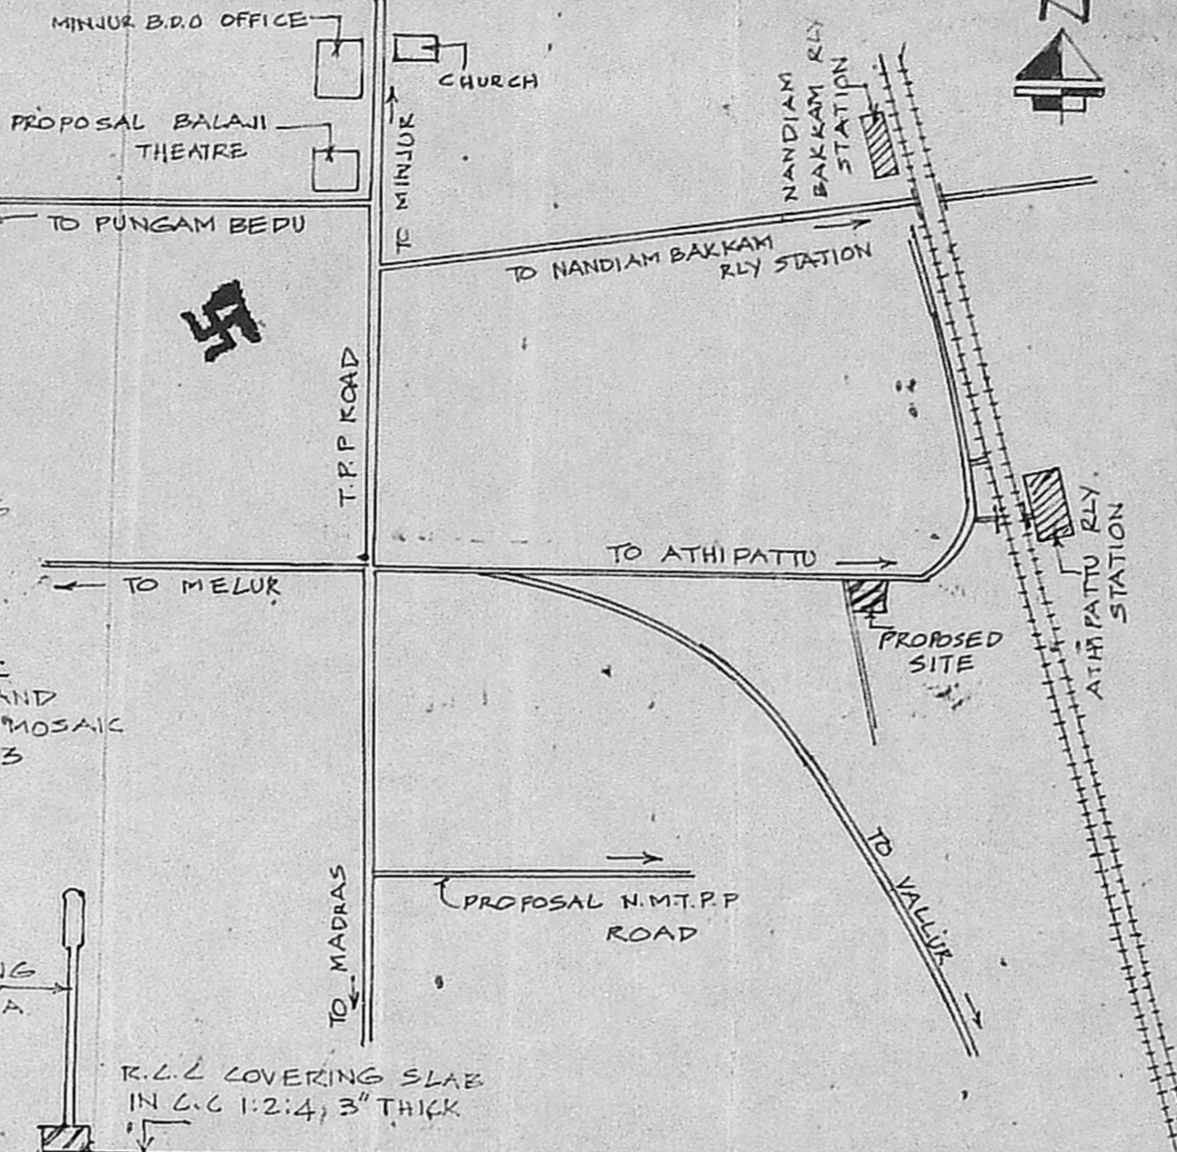 MINJUR B.D.O OFFICE
CHURCH
PROPOSAL BALAJI
THEATRE
TO MINJUR
TO PUNGAM BEDU
NANDIAM
BAKKAM RLY
STATION
N
TO NANDIAM BAKKAM
RLY STATION
T.P.P ROAD
TO ATHIPATTU
TO MELUR
ATHIPATTU RLY.
STATION
PROPOSED
SITE
AND
MOSAIC
3
TO VALLUR
PROPOSAL N.M.T.P.P
ROAD
TO MADRAS
A
R.C.C COVERING SLAB
IN C.C 1:2:4, 3" THICK